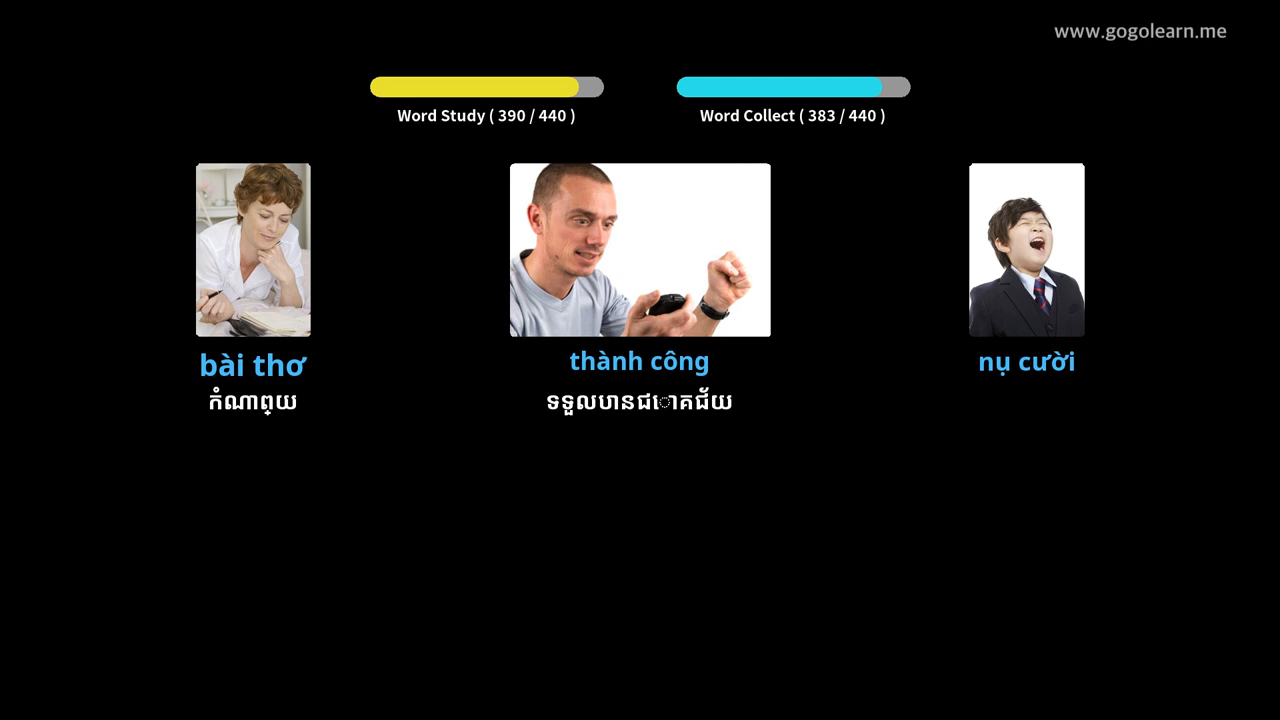 www.gogolearn.me
Word Study ( 390 / 440 )
Word Collect ( 383 / 440 )
bài thơ
thành công
nụ cười
កំណាព្យ
ទទួលបានជោគជ័យ